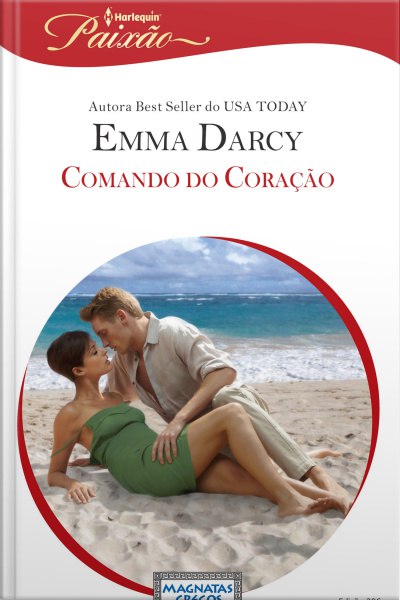 Harlequin®
Paixão
Autora Best Seller do USA TODAY
EMMA DARCY
COMANDO DO CORAÇÃO
MAGNATAS
GREGOS